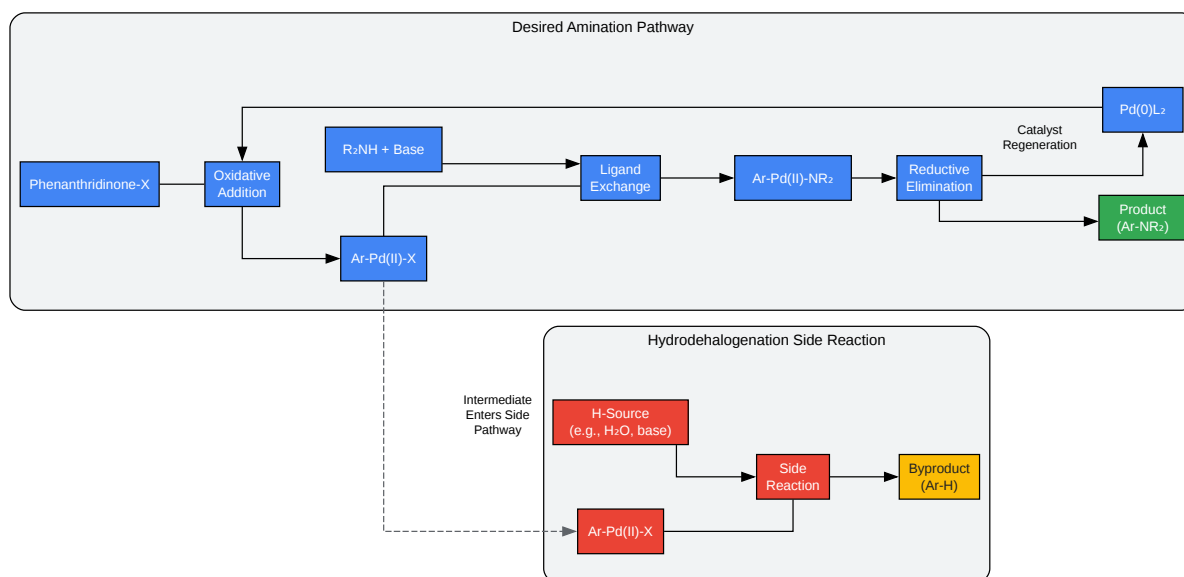 Desired Amination Pathway
Pd(0)L₂
Catalyst
Regeneration
R₂NH + Base
Phenanthridinone-X
Oxidative
Addition
Ligand
Exchange
Ar-Pd(II)-NR₂
Reductive
Elimination
Product
(Ar-NR₂)
Ar-Pd(II)-X
Hydrodehalogenation Side Reaction
Intermediate
Enters Side
Pathway
H-Source
(e.g., H₂O, base)
Side
Reaction
Byproduct
(Ar-H)
Ar-Pd(II)-X